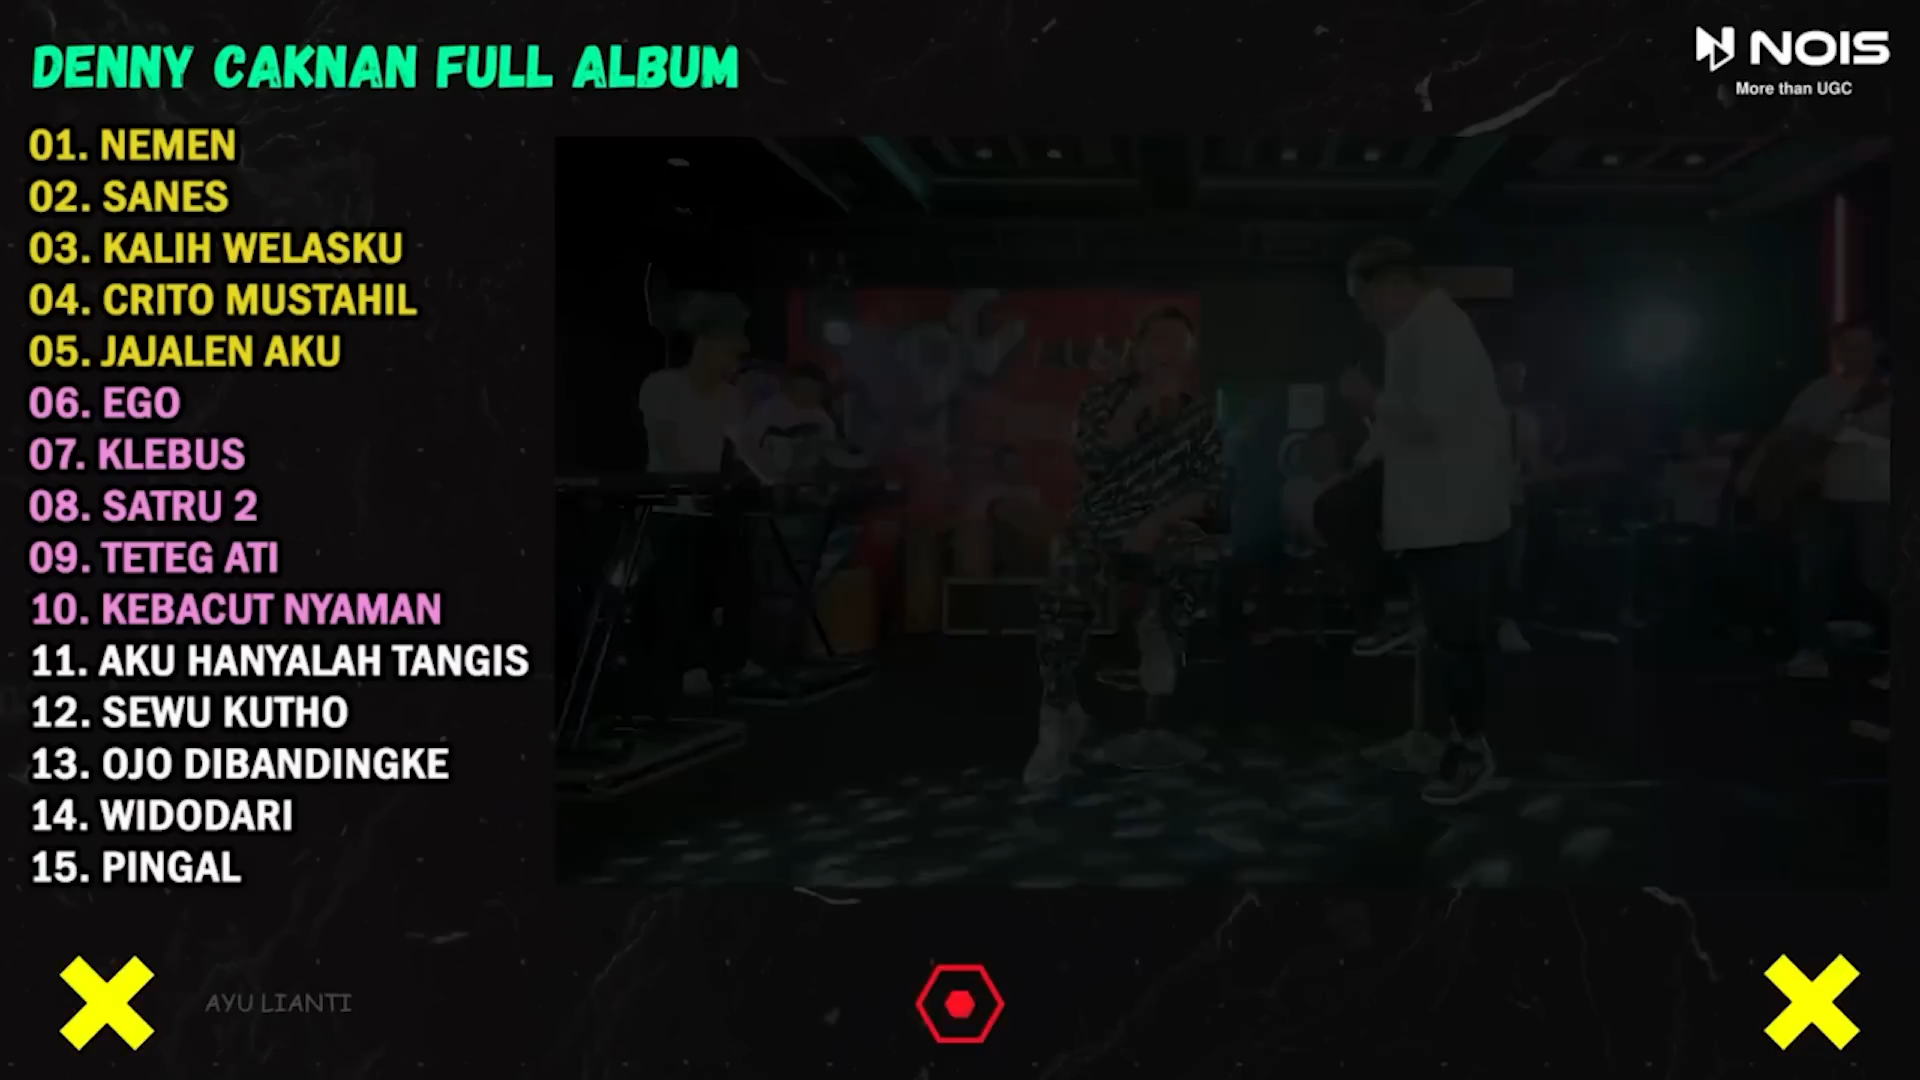 DENNY CAKNAN FULL ALBUM
NOIS
More than UGC
01. NEMEN
02. SANES
03. KALIH WELASKU
04. CRITO MUSTAHIL
05. JAJALEN AKU
06. EGO
07. KLEBUS
08. SATRU 2
09. TETEG ATI
10. KEBACUT NYAMAN
11. AKU HANYALAH TANGIS
12. SEWU KUTHO
13. OJO DIBANDINGKE
14. WIDODARI
15. PINGAL
AYU LIANTI